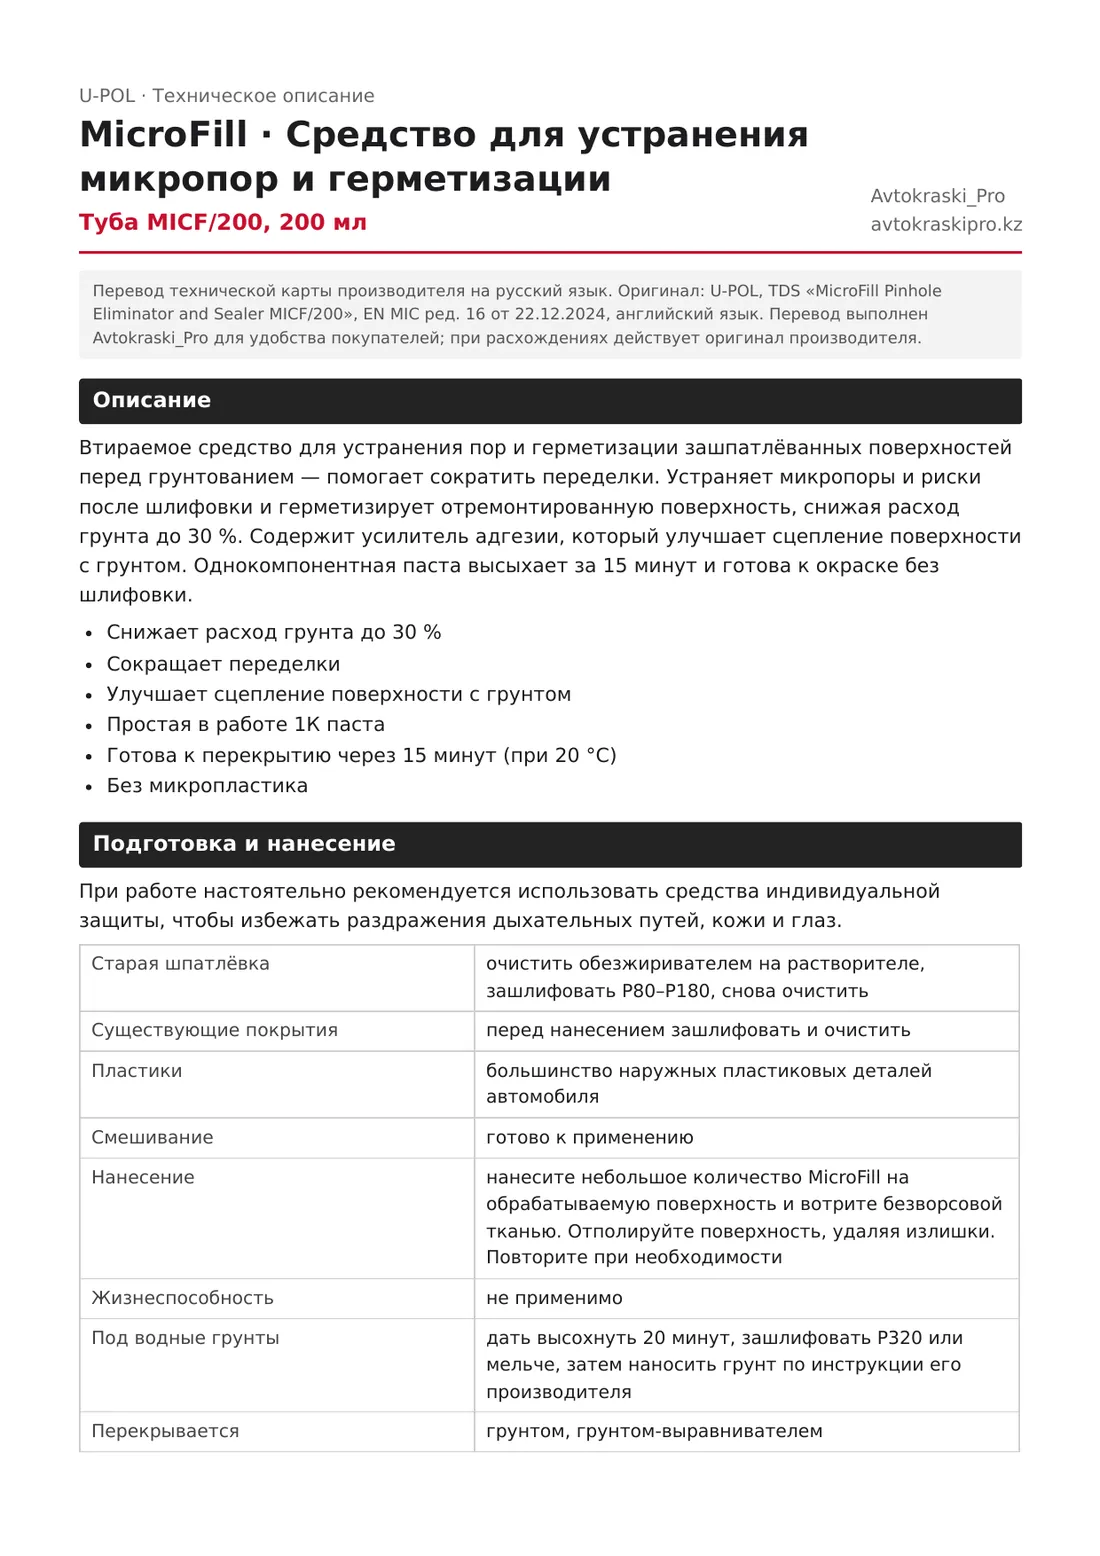 U-POL · Техническое описание
MicroFill · Средство для устранения
микропор и герметизации
Туба MICF/200, 200 мл
Avtokraski_Pro
avtokraskipro.kz
Перевод технической карты производителя на русский язык. Оригинал: U-POL, TDS «MicroFill Pinhole
Eliminator and Sealer MICF/200», EN MIC ред. 16 от 22.12.2024, английский язык. Перевод выполнен
Avtokraski_Pro для удобства покупателей; при расхождениях действует оригинал производителя.
Описание
Втираемое средство для устранения пор и герметизации зашпатлёванных поверхностей
перед грунтованием — помогает сократить переделки. Устраняет микропоры и риски
после шлифовки и герметизирует отремонтированную поверхность, снижая расход
грунта до 30 %. Содержит усилитель адгезии, который улучшает сцепление поверхности
с грунтом. Однокомпонентная паста высыхает за 15 минут и готова к окраске без
шлифовки.
• Снижает расход грунта до 30 %
• Сокращает переделки
• Улучшает сцепление поверхности с грунтом
• Простая в работе 1К паста
• Готова к перекрытию через 15 минут (при 20 °C)
• Без микропластика
Подготовка и нанесение
При работе настоятельно рекомендуется использовать средства индивидуальной
защиты, чтобы избежать раздражения дыхательных путей, кожи и глаз.
Старая шпатлёвка
очистить обезжиривателем на растворителе,
зашлифовать P80–P180, снова очистить
Существующие покрытия
перед нанесением зашлифовать и очистить
Пластики
большинство наружных пластиковых деталей
автомобиля
Смешивание
готово к применению
Нанесение
нанесите небольшое количество MicroFill на
обрабатываемую поверхность и вотрите безворсовой
тканью. Отполируйте поверхность, удаляя излишки.
Повторите при необходимости
Жизнеспособность
не применимо
Под водные грунты
дать высохнуть 20 минут, зашлифовать P320 или
мельче, затем наносить грунт по инструкции его
производителя
Перекрывается
грунтом, грунтом-выравнивателем